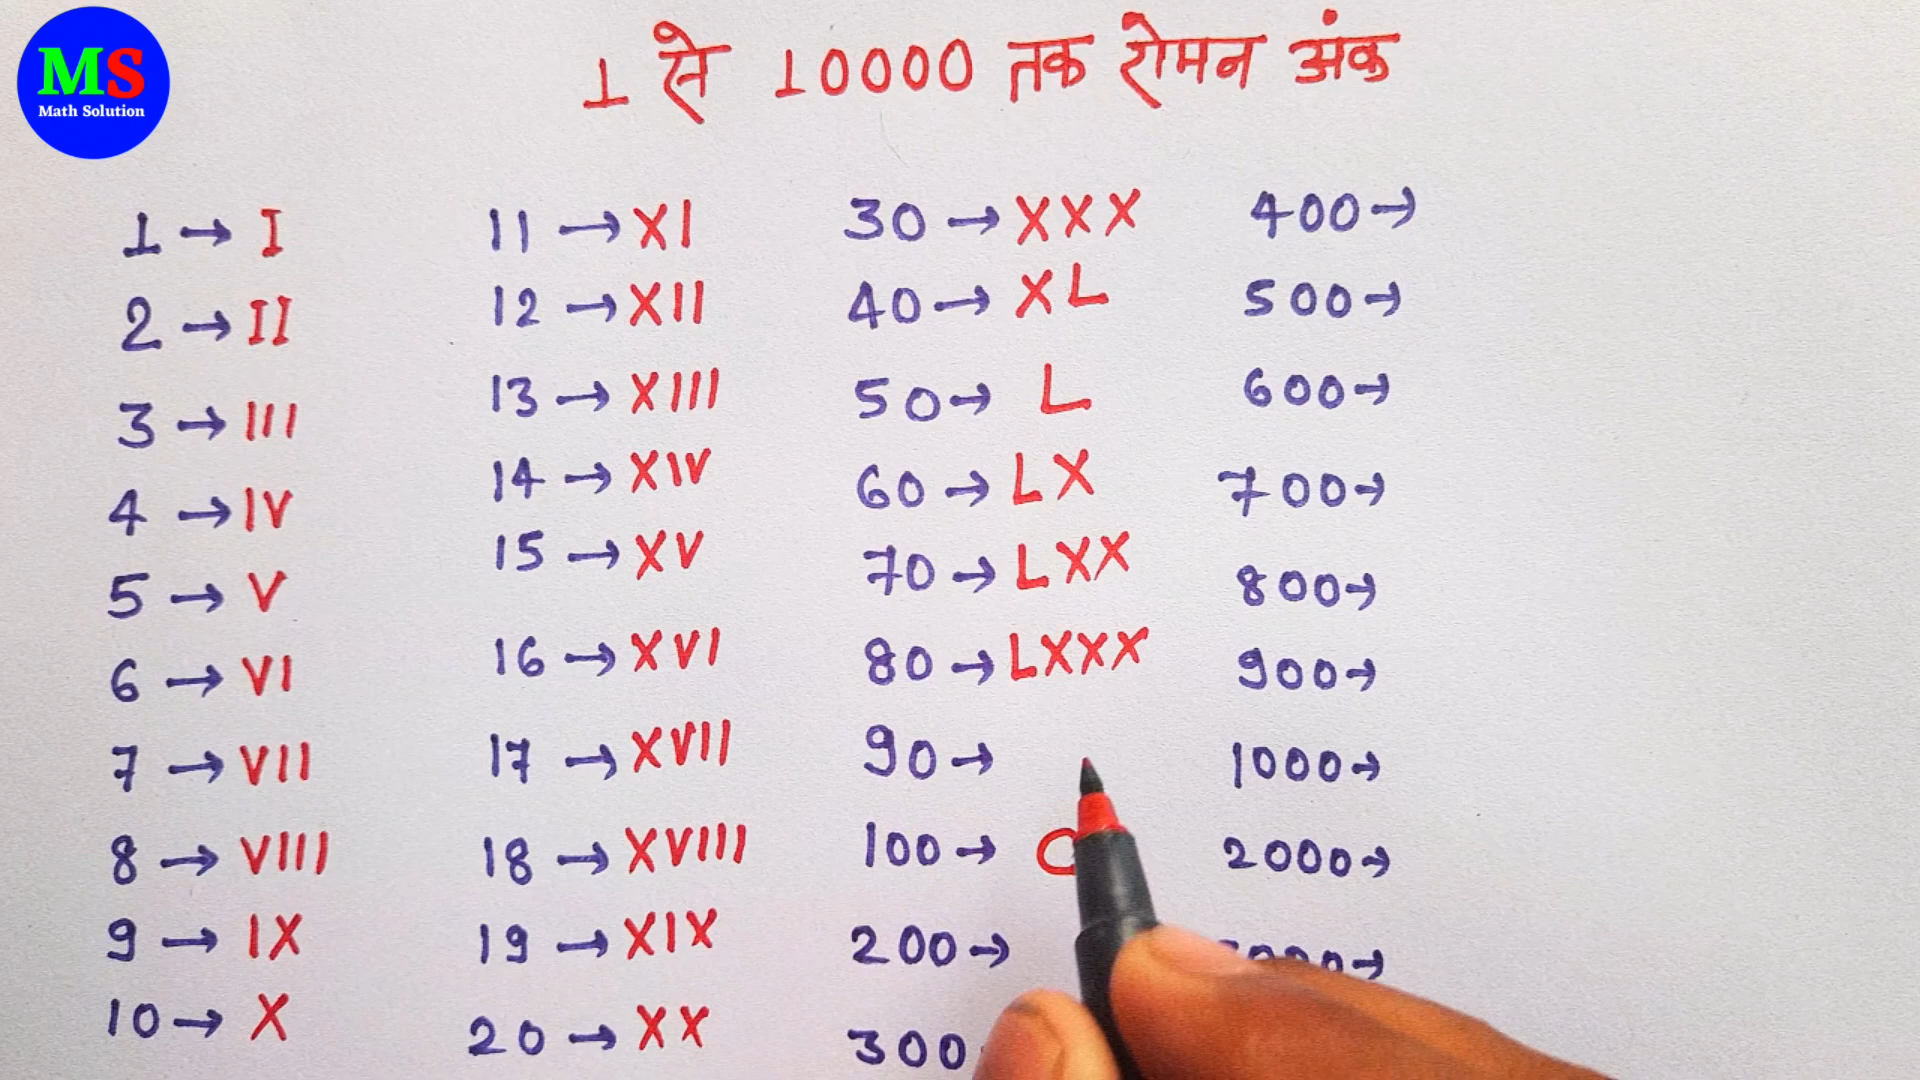 MS
Math Solution
1 से 10000 तक रोमन अंक
1 → I
2 → II
3 → III
4 → IV
5 → V
6 → VI
7 → VII
8 → VIII
9 → IX
10 → X
11 → XI
12 → XII
13 → XIII
14 → XIV
15 → XV
16 → XVI
17 → XVII
18 → XVIII
19 → XIX
20 → XX
30 → XXX
40 → XL
50 → L
60 → LX
70 → LXX
80 → LXXX
90 →
100 → C
200 →
300
400 →
500 →
600 →
700 →
800 →
900 →
1000 →
2000 →